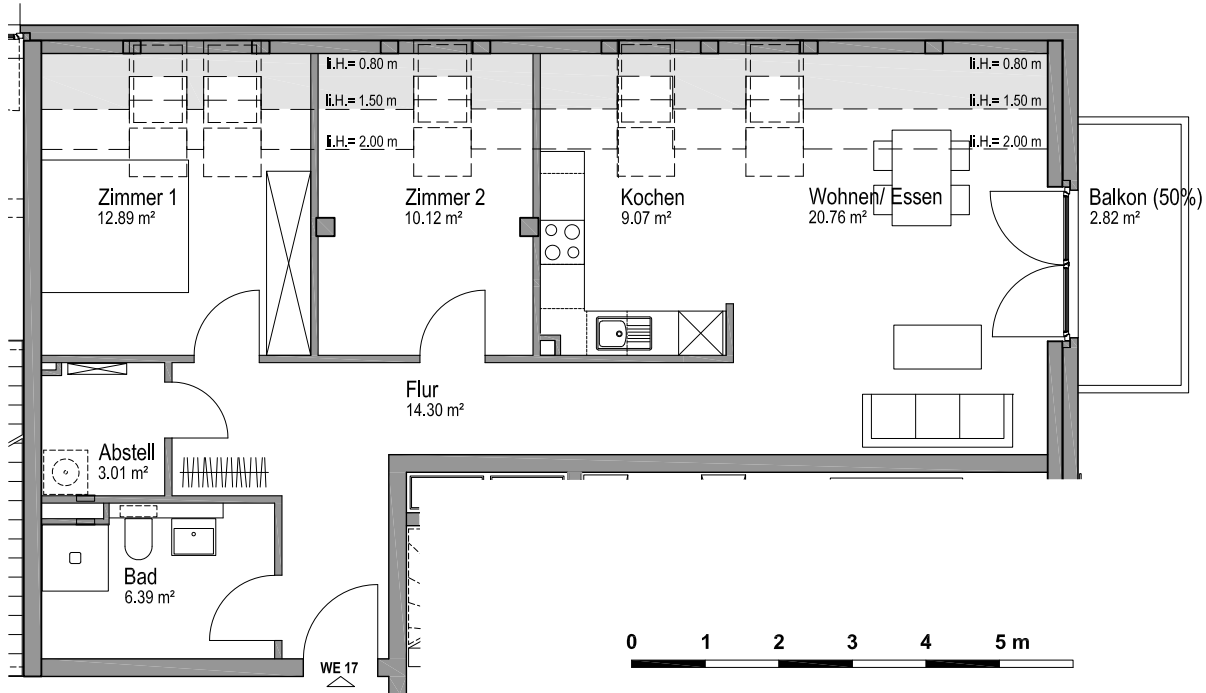 li.H.= 0.80 m
li.H.= 0.80 m
li.H.= 1.50 m
li.H.= 1.50 m
li.H.= 2.00 m
li.H.= 2.00 m
Zimmer 1
12.89 m²
Zimmer 2
10.12 m²
Kochen
9.07 m²
Wohnen/ Essen
20.76 m²
Balkon (50%)
2.82 m²
Flur
14.30 m²
Abstell
3.01 m²
Bad
6.39 m²
WE 17
0 1 2 3 4 5 m